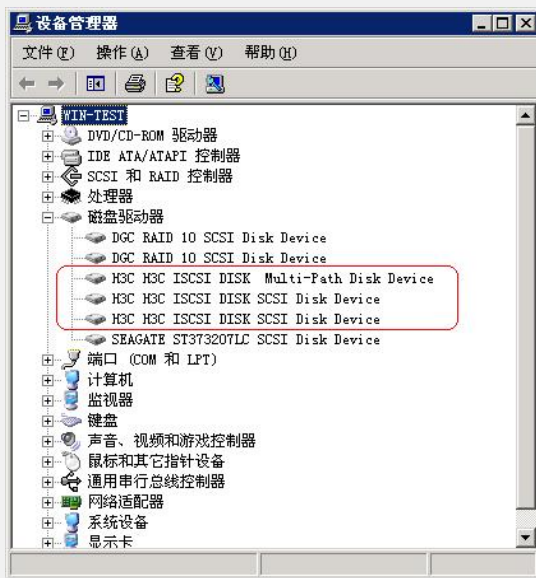 设备管理器
文件(F) 操作(A) 查看(V) 帮助(H)
WIN-TEST
DVD/CD-ROM 驱动器
IDE ATA/ATAPI 控制器
SCSI 和 RAID 控制器
处理器
磁盘驱动器
DGC RAID 10 SCSI Disk Device
DGC RAID 10 SCSI Disk Device
H3C H3C ISCSI DISK  Multi-Path Disk Device
H3C H3C ISCSI DISK SCSI Disk Device
H3C H3C ISCSI DISK SCSI Disk Device
SEAGATE ST373207LC SCSI Disk Device
端口 (COM 和 LPT)
计算机
监视器
键盘
声音、视频和游戏控制器
鼠标和其它指针设备
通用串行总线控制器
网络适配器
系统设备
显示卡